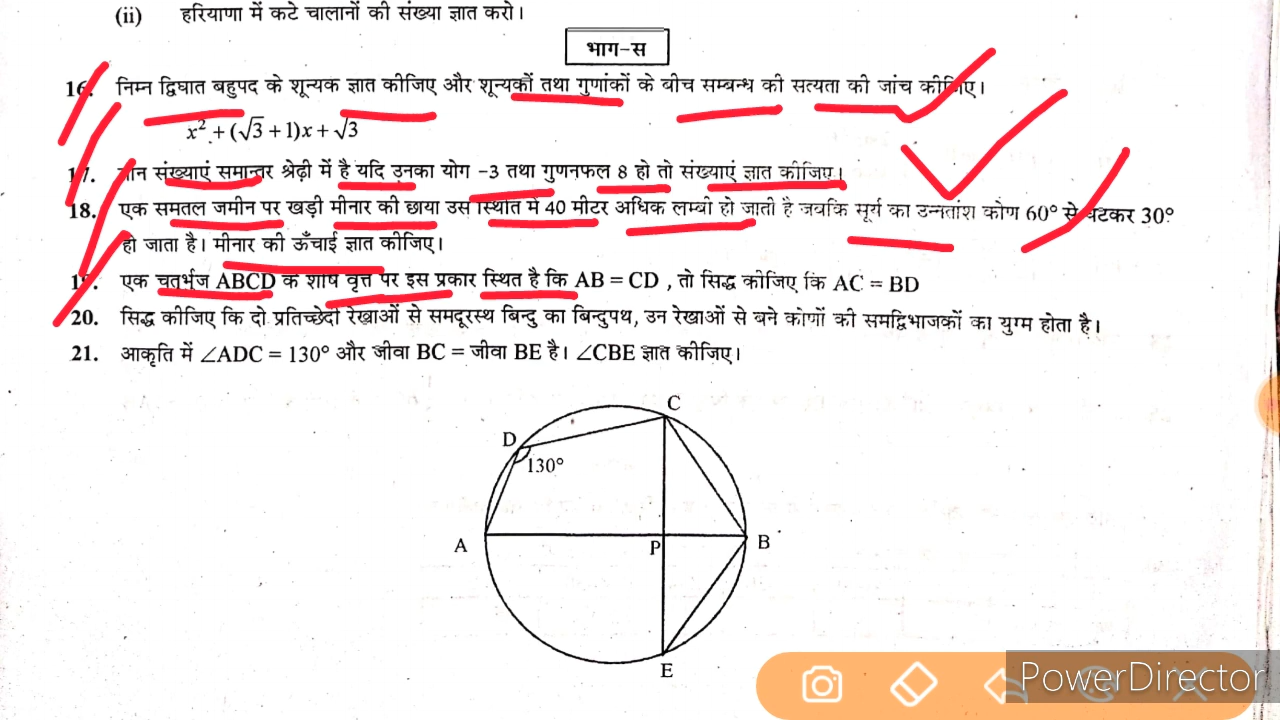 (ii) हरियाणा में कटे चालानों की संख्या ज्ञात करो।
भाग-स
16. निम्न द्विघात बहुपद के शून्यक ज्ञात कीजिए और शून्यकों तथा गुणांकों के बीच सम्बन्ध की सत्यता की जांच कीजिए।
x² + (√3 + 1)x + √3
17. तीन संख्याएं समान्तर श्रेढ़ी में है यदि उनका योग -3 तथा गुणनफल 8 हो तो संख्याएं ज्ञात कीजिए।
18. एक समतल जमीन पर खड़ी मीनार की छाया उस स्थिति में 40 मीटर अधिक लम्बी हो जाती है जबकि सूर्य का उन्नतांश कोण 60° से घटकर 30°
हो जाता है। मीनार की ऊँचाई ज्ञात कीजिए।
19. एक चतुर्भुज ABCD के शीर्ष वृत्त पर इस प्रकार स्थित है कि AB = CD , तो सिद्ध कीजिए कि AC = BD
20. सिद्ध कीजिए कि दो प्रतिच्छेदी रेखाओं से समदूरस्थ बिन्दु का बिन्दुपथ, उन रेखाओं से बने कोणों की समद्विभाजकों का युग्म होता है।
21. आकृति में ∠ADC = 130° और जीवा BC = जीवा BE है। ∠CBE ज्ञात कीजिए।
C
D
130°
A
P
B
E
PowerDirector